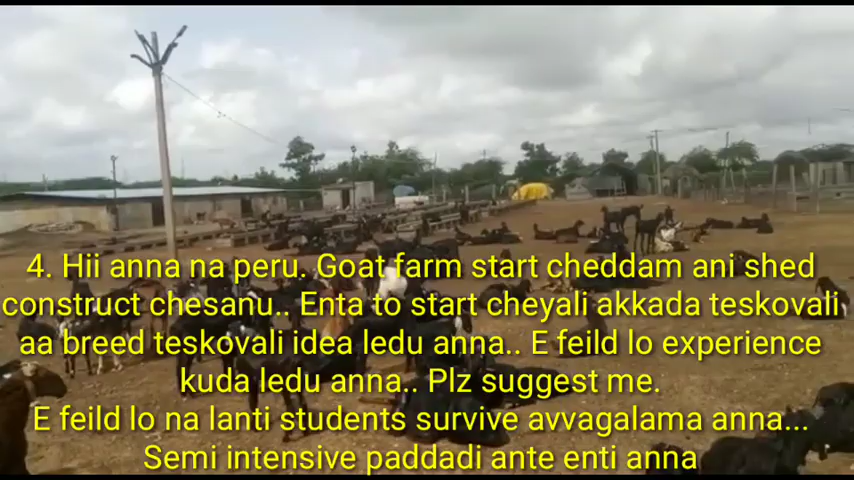 4. Hii anna na peru. Goat farm start cheddam ani shed
construct chesanu.. Enta to start cheyali akkada teskovali
aa breed teskovali idea ledu anna.. E feild lo experience
kuda ledu anna.. Plz suggest me.
E feild lo na lanti students survive avvagalama anna...
Semi intensive paddadi ante enti anna